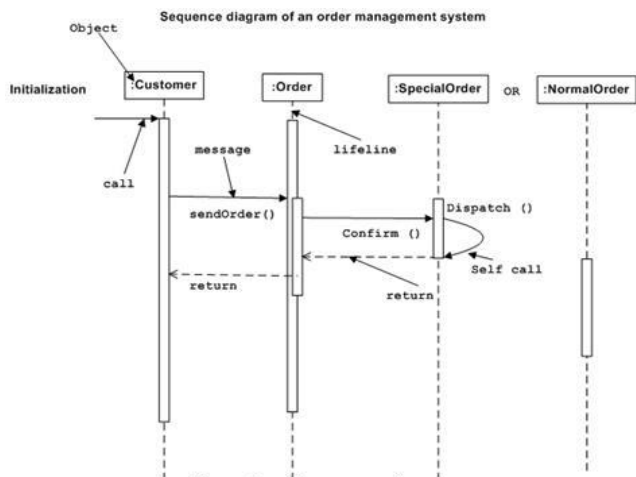 Sequence diagram of an order management system
Object
Initialization
:Customer
:Order
:SpecialOrder
OR
:NormalOrder
message
lifeline
call
sendOrder()
Dispatch ()
Confirm ()
Self call
return
return